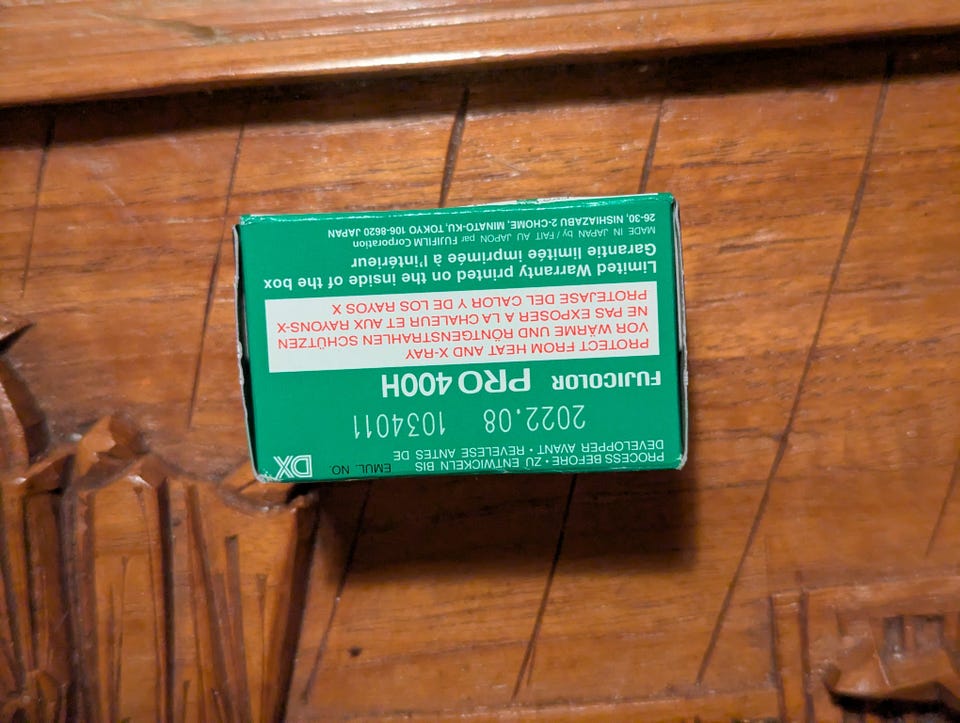 PROCESS BEFORE • ZU ENTWICKELN BIS
DEVELOPPER AVANT • REVELESE ANTES DE
EMUL. NO.
DX
2022.08 1034011
FUJICOLOR PRO 400H
PROTECT FROM HEAT AND X-RAY
VOR WÄRME UND RÖNTGENSTRAHLEN SCHÜTZEN
NE PAS EXPOSER A LA CHALEUR ET AUX RAYONS-X
PROTEJASE DEL CALOR Y DE LOS RAYOS X
Limited Warranty printed on the inside of the box
Garantie limitée imprimée à l'intérieur
MADE IN JAPAN by / FAIT AU JAPON par FUJIFILM Corporation
26-30, NISHIAZABU 2-CHOME, MINATO-KU, TOKYO 106-8620 JAPAN